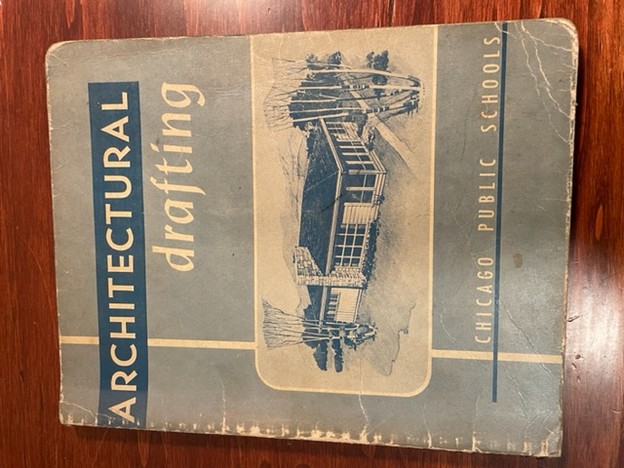 ARCHITECTURAL
drafting
CHICAGO PUBLIC SCHOOLS